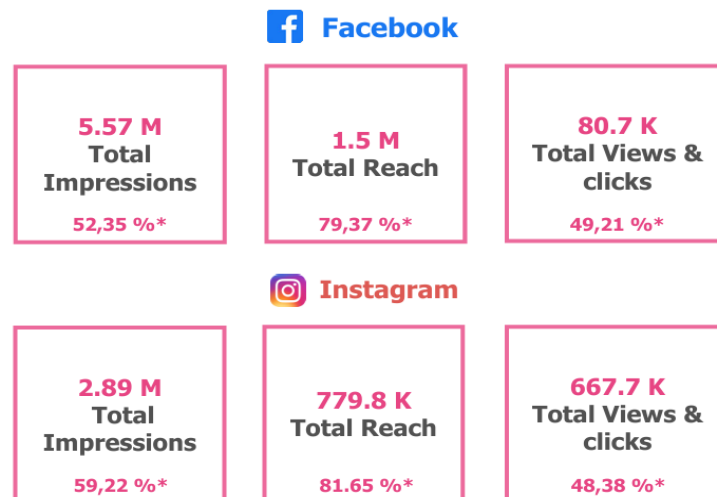 Facebook
5.57 M
Total
Impressions
52,35 %*
1.5 M
Total Reach
79,37 %*
80.7 K
Total Views &
clicks
49,21 %*
Instagram
2.89 M
Total
Impressions
59,22 %*
779.8 K
Total Reach
81.65 %*
667.7 K
Total Views &
clicks
48,38 %*